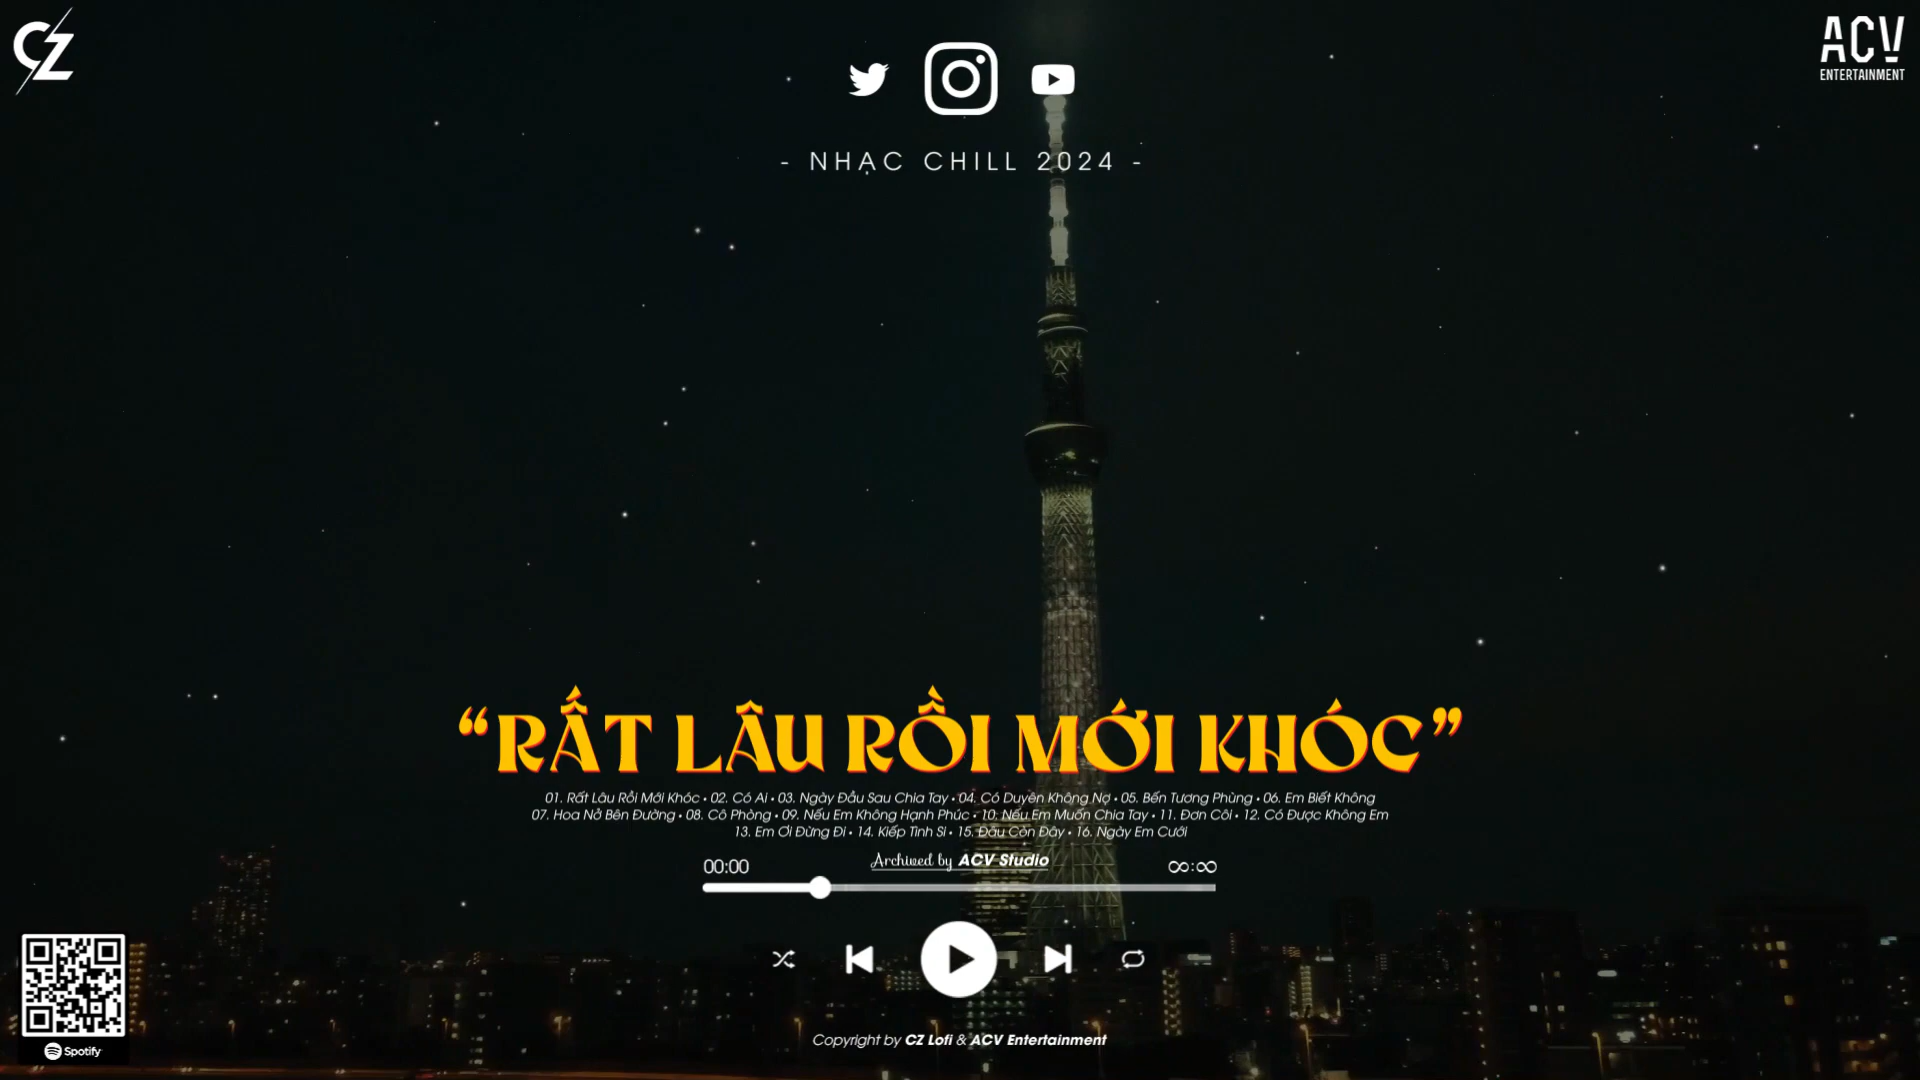 CZ
ACV
ENTERTAINMENT
- NHẠC CHILL 2024 -
“RẤT LÂU RỒI MỚI KHÓC”
01. Rất Lâu Rồi Mới Khóc • 02. Có Ai • 03. Ngày Đầu Sau Chia Tay • 04. Có Duyên Không Nợ • 05. Bến Tương Phùng • 06. Em Biết Không
07. Hoa Nở Bên Đường • 08. Cô Phòng • 09. Nếu Em Không Hạnh Phúc • 10. Nếu Em Muốn Chia Tay • 11. Đơn Côi • 12. Có Được Không Em
13. Em Ơi Đừng Đi • 14. Kiếp Tình Si • 15. Đâu Còn Đây • 16. Ngày Em Cưới
Archived by ACV Studio
00:00
∞:∞
Spotify
Copyright by CZ Lofi & ACV Entertainment